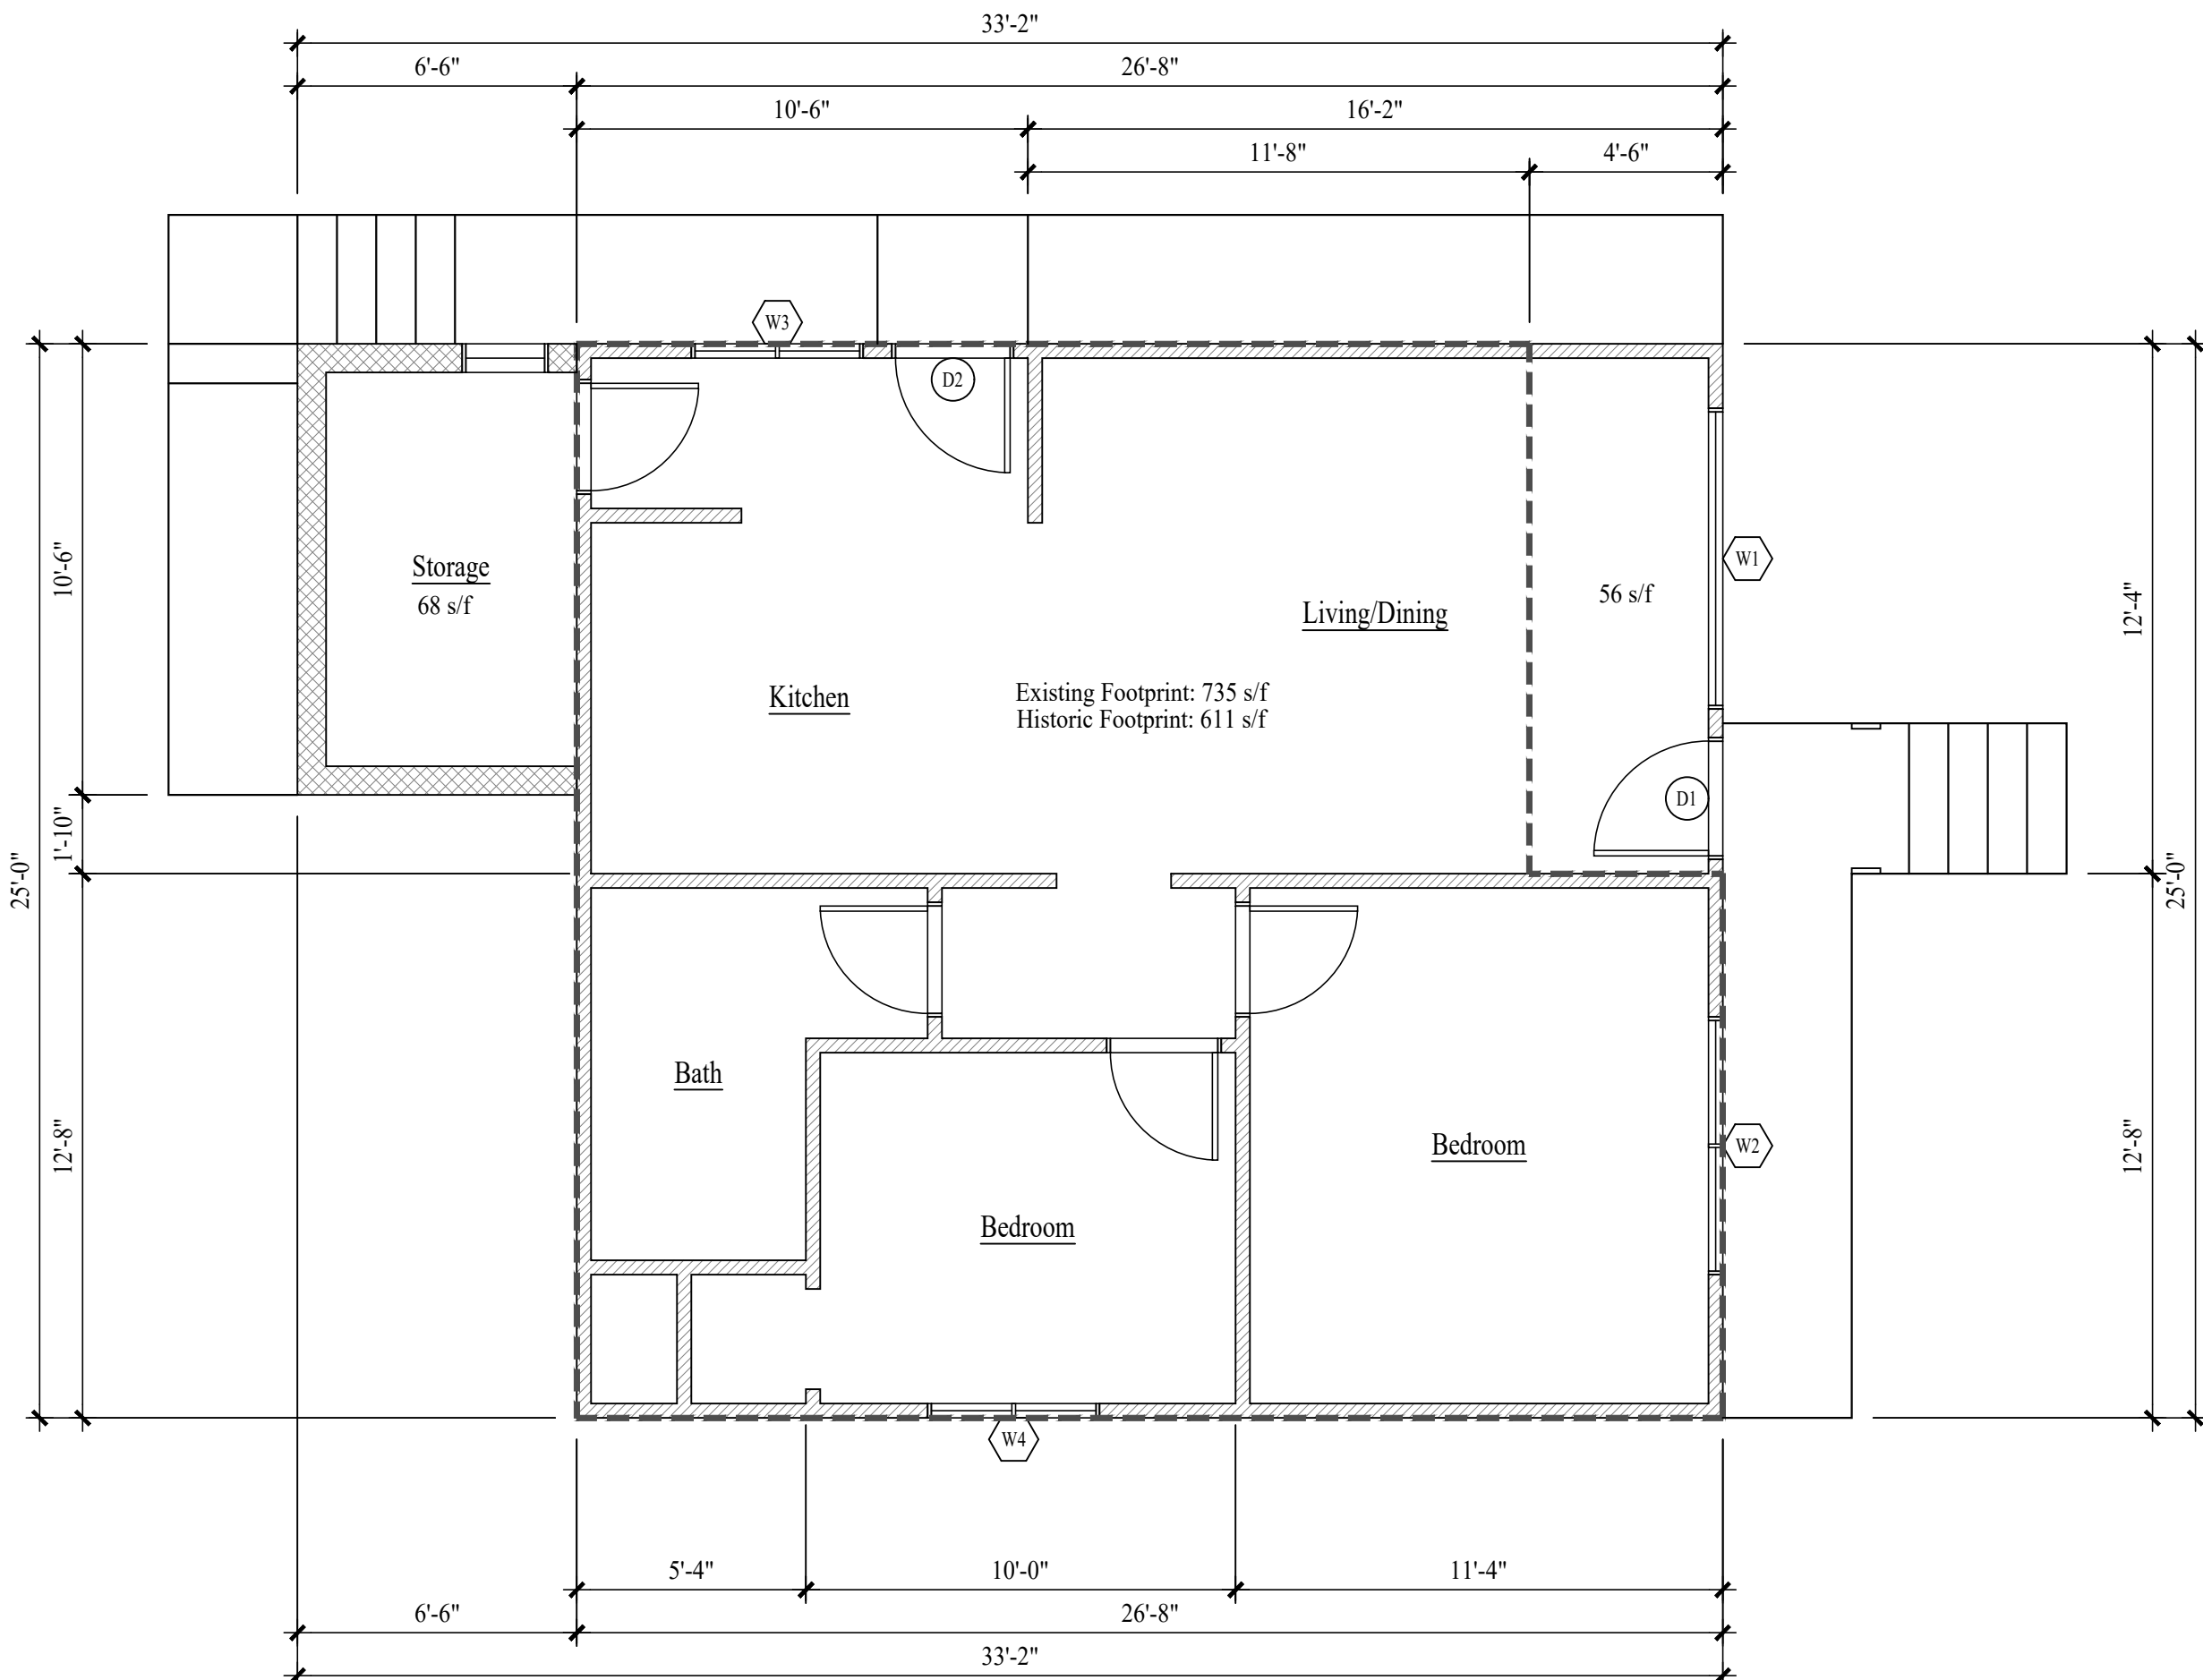 33'-2"
6'-6"
26'-8"
10'-6"
16'-2"
11'-8"
4'-6"
W3
D2
W1
Storage
68 s/f
10'-6"
56 s/f
12'-4"
Living/Dining
Kitchen
Existing Footprint: 735 s/f
Historic Footprint: 611 s/f
D1
1'-10"
25'-0"
25'-0"
Bath
12'-8"
Bedroom
W2
12'-8"
Bedroom
W4
5'-4"
10'-0"
11'-4"
6'-6"
26'-8"
33'-2"